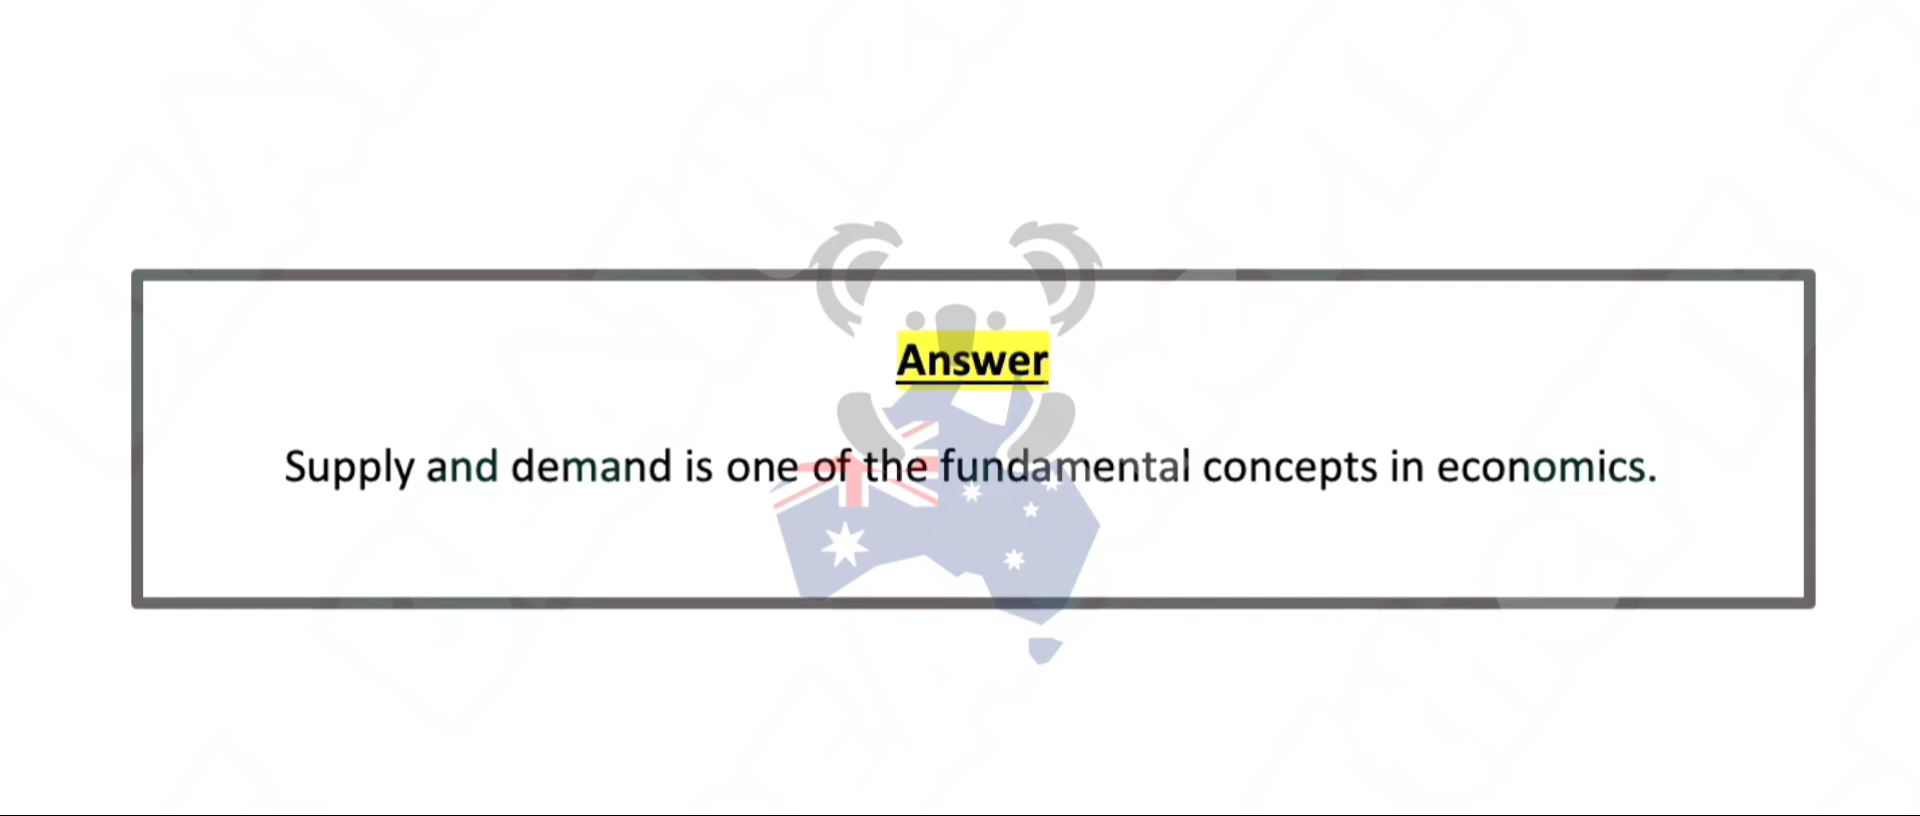 Answer
Supply and demand is one of the fundamental concepts in economics.